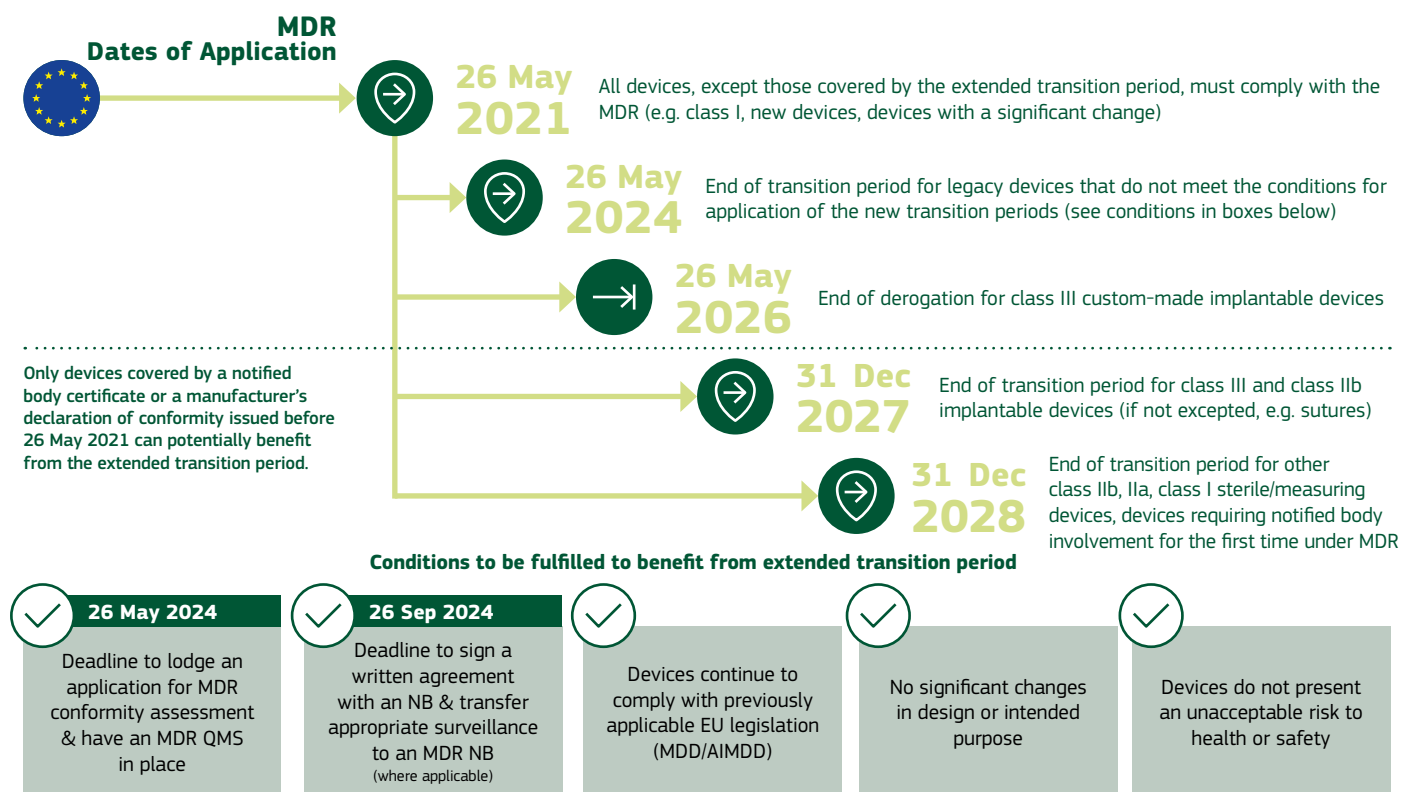 MDR
Dates of Application
26 May
2021
All devices, except those covered by the extended transition period, must comply with the
MDR (e.g. class I, new devices, devices with a significant change)
26 May
2024
End of transition period for legacy devices that do not meet the conditions for
application of the new transition periods (see conditions in boxes below)
26 May
2026
End of derogation for class III custom-made implantable devices
Only devices covered by a notified
body certificate or a manufacturer's
declaration of conformity issued before
26 May 2021 can potentially benefit
from the extended transition period.
31 Dec
2027
End of transition period for class III and class IIb
implantable devices (if not excepted, e.g. sutures)
31 Dec
2028
End of transition period for other
class IIb, IIa, class I sterile/measuring
devices, devices requiring notified body
involvement for the first time under MDR
Conditions to be fulfilled to benefit from extended transition period
26 May 2024
Deadline to lodge an
application for MDR
conformity assessment
& have an MDR QMS
in place
26 Sep 2024
Deadline to sign a
written agreement
with an NB & transfer
appropriate surveillance
to an MDR NB
(where applicable)
Devices continue to
comply with previously
applicable EU legislation
(MDD/AIMDD)
No significant changes
in design or intended
purpose
Devices do not present
an unacceptable risk to
health or safety